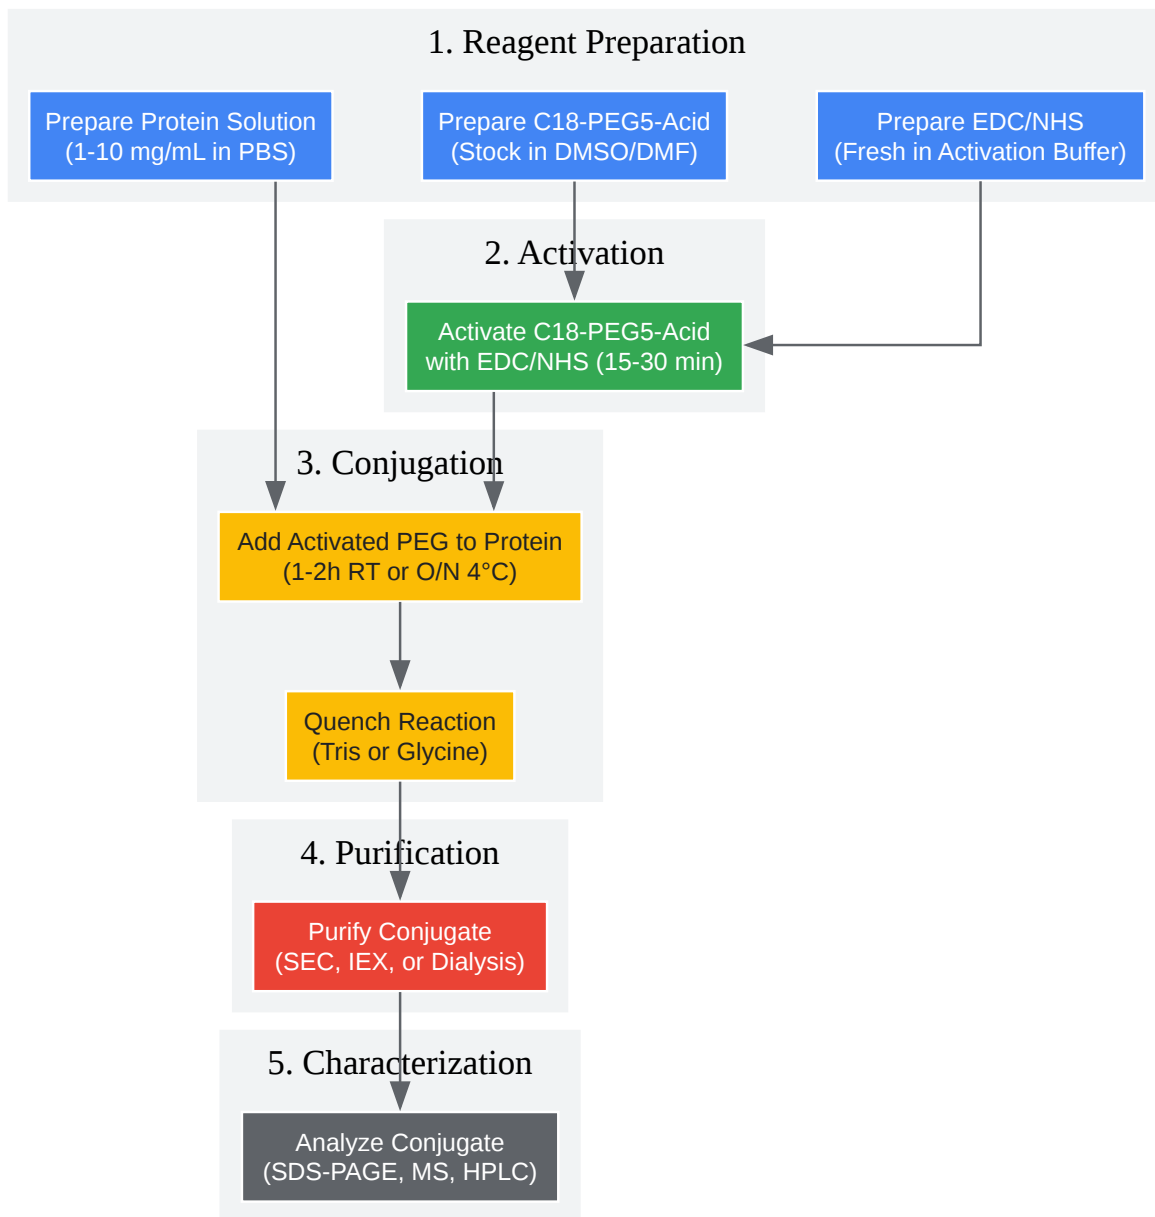 1. Reagent Preparation
Prepare Protein Solution
(1-10 mg/mL in PBS)
Prepare C18-PEG5-Acid
(Stock in DMSO/DMF)
Prepare EDC/NHS
(Fresh in Activation Buffer)
2. Activation
Activate C18-PEG5-Acid
with EDC/NHS (15-30 min)
3. Conjugation
Add Activated PEG to Protein
(1-2h RT or O/N 4°C)
Quench Reaction
(Tris or Glycine)
4. Purification
Purify Conjugate
(SEC, IEX, or Dialysis)
5. Characterization
Analyze Conjugate
(SDS-PAGE, MS, HPLC)